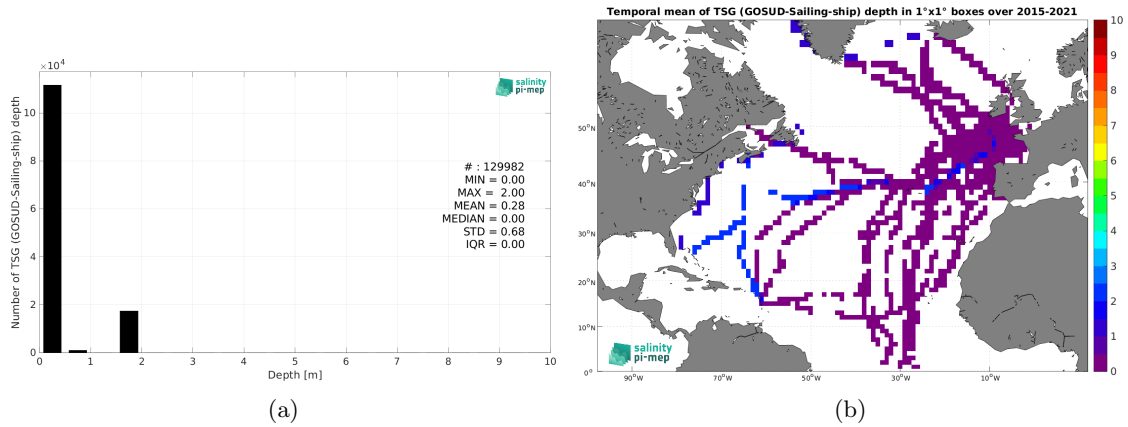 ×10⁴
10
8
6
4
2
0
Number of TSG (GOSUD-Sailing-ship) depth
salinity
pi-mep
# : 129982
MIN = 0.00
MAX = 2.00
MEAN = 0.28
MEDIAN = 0.00
STD = 0.68
IQR = 0.00
0 1 2 3 4 5 6 7 8 9 10
Depth [m]
(a)
Temporal mean of TSG (GOSUD-Sailing-ship) depth in 1°x1° boxes over 2015-2021
50°N
40°N
30°N
20°N
10°N
0°
90°W 70°W 50°W 30°W 10°W
salinity
pi-mep
10
9
8
7
6
5
4
3
2
1
0
(b)